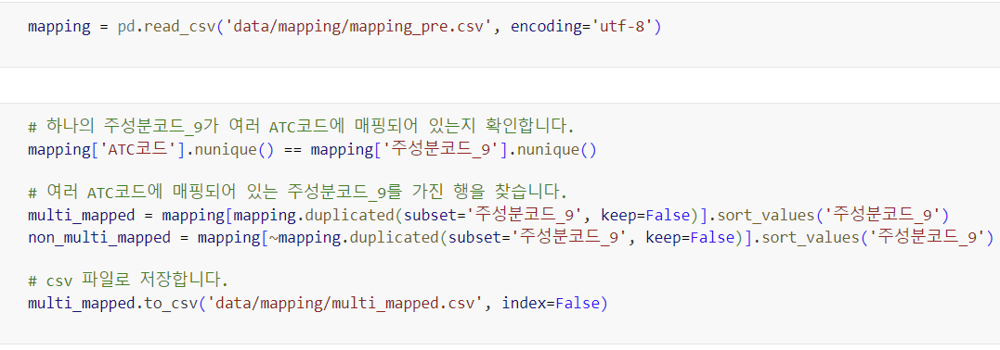 mapping = pd.read_csv('data/mapping/mapping_pre.csv', encoding='utf-8')
# 하나의 주성분코드_9가 여러 ATC코드에 매핑되어 있는지 확인합니다.
mapping['ATC코드'].nunique() == mapping['주성분코드_9'].nunique()
# 여러 ATC코드에 매핑되어 있는 주성분코드_9를 가진 행을 찾습니다.
multi_mapped = mapping[mapping.duplicated(subset='주성분코드_9', keep=False)].sort_values('주성분코드_9')
non_multi_mapped = mapping[~mapping.duplicated(subset='주성분코드_9', keep=False)].sort_values('주성분코드_9')
# csv 파일로 저장합니다.
multi_mapped.to_csv('data/mapping/multi_mapped.csv', index=False)